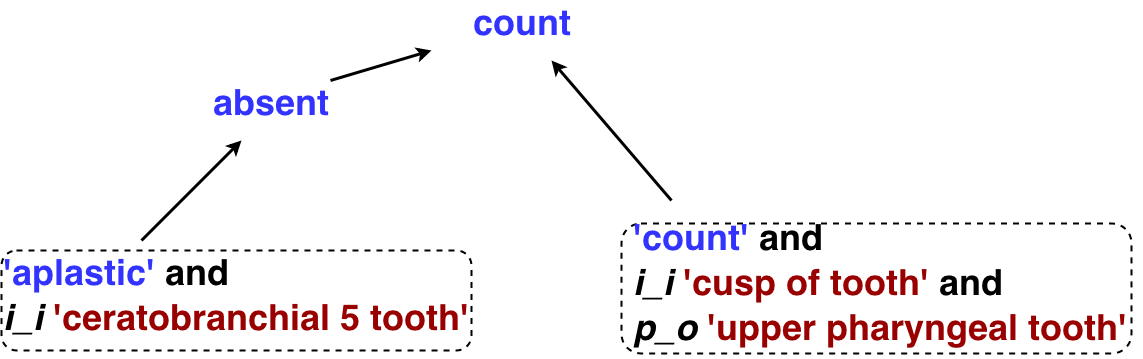 count
absent
'aplastic' and
i_i 'ceratobranchial 5 tooth'
'count' and
i_i 'cusp of tooth' and
p_o 'upper pharyngeal tooth'